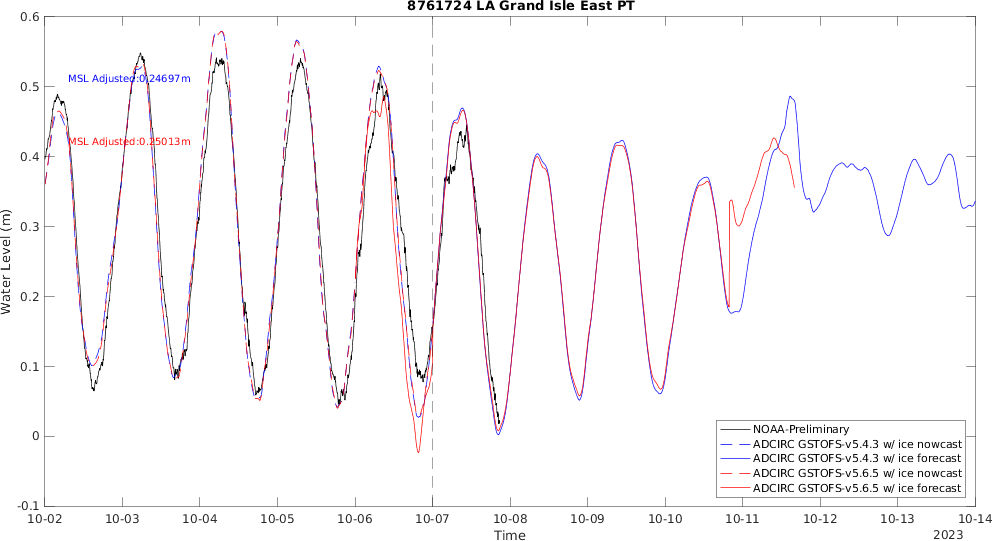 8761724 LA Grand Isle East PT
Water Level (m)
0.6
0.5
0.4
0.3
0.2
0.1
0
-0.1
MSL Adjusted:0.24697m
MSL Adjusted:0.25013m
NOAA-Preliminary
ADCIRC GSTOFS-v5.4.3 w/ ice nowcast
ADCIRC GSTOFS-v5.4.3 w/ ice forecast
ADCIRC GSTOFS-v5.6.5 w/ ice nowcast
ADCIRC GSTOFS-v5.6.5 w/ ice forecast
10-02 10-03 10-04 10-05 10-06 10-07 10-08 10-09 10-10 10-11 10-12 10-13 10-14
Time
2023